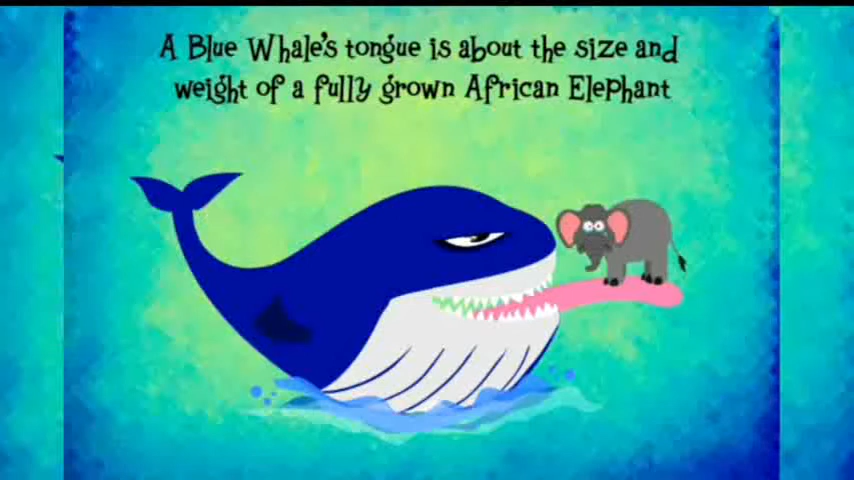 A Blue Whale's tongue is about the size and
weight of a fully grown African Elephant